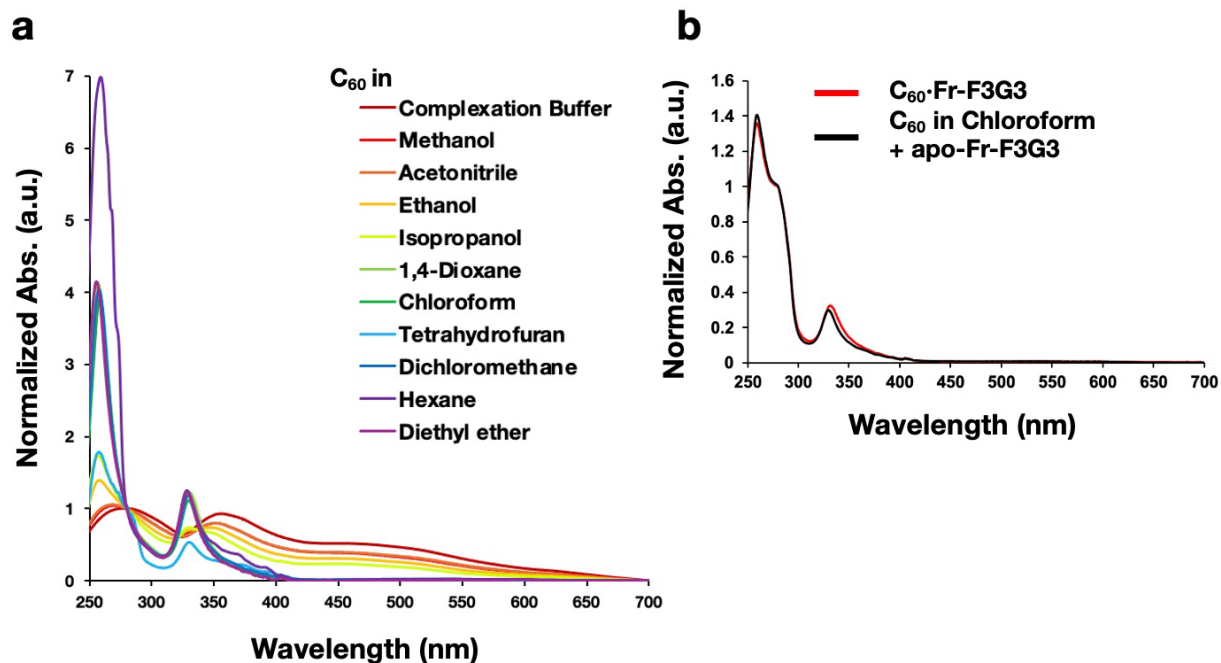 a
Normalized Abs. (a.u.)
7
6
5
4
3
2
1
0
250 300 350 400 450 500 550 600 650 700
Wavelength (nm)
C60 in
Complexation Buffer
Methanol
Acetonitrile
Ethanol
Isopropanol
1,4-Dioxane
Chloroform
Tetrahydrofuran
Dichloromethane
Hexane
Diethyl ether
b
Normalized Abs. (a.u.)
1.6
1.4
1.2
1
0.8
0.6
0.4
0.2
0
250 300 350 400 450 500 550 600 650 700
Wavelength (nm)
C60·Fr-F3G3
C60 in Chloroform
+ apo-Fr-F3G3